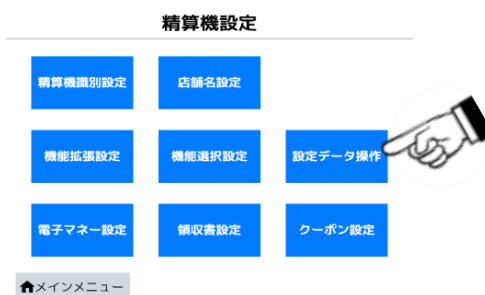 精算機設定
精算機識別設定
店舗名設定
機能拡張設定
機能選択設定
設定データ操作
電子マネー設定
領収書設定
クーポン設定
メインメニュー